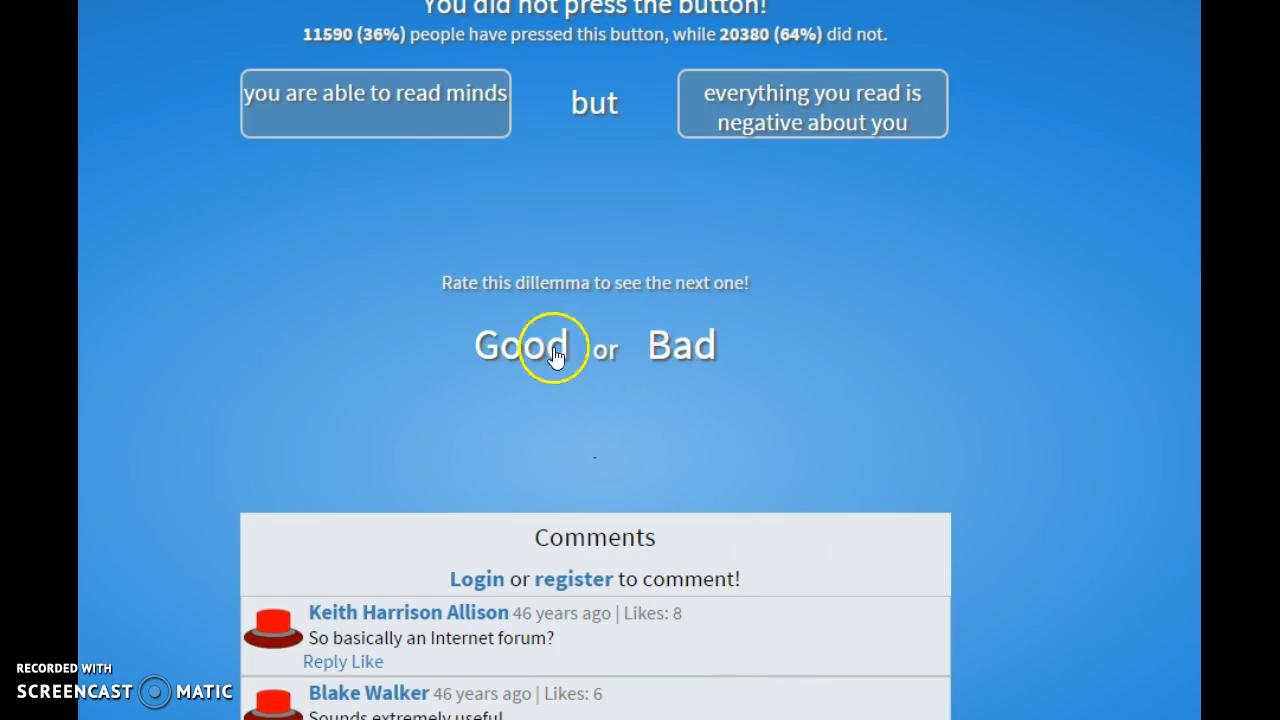 You did not press the button!
11590 (36%) people have pressed this button, while 20380 (64%) did not.
you are able to read minds
but
everything you read is
negative about you
Rate this dillemma to see the next one!
Good or Bad
Comments
Login or register to comment!
Keith Harrison Allison 46 years ago | Likes: 8
So basically an Internet forum?
Reply Like
Blake Walker 46 years ago | Likes: 6
Sounds extremely useful
RECORDED WITH
SCREENCAST MATIC